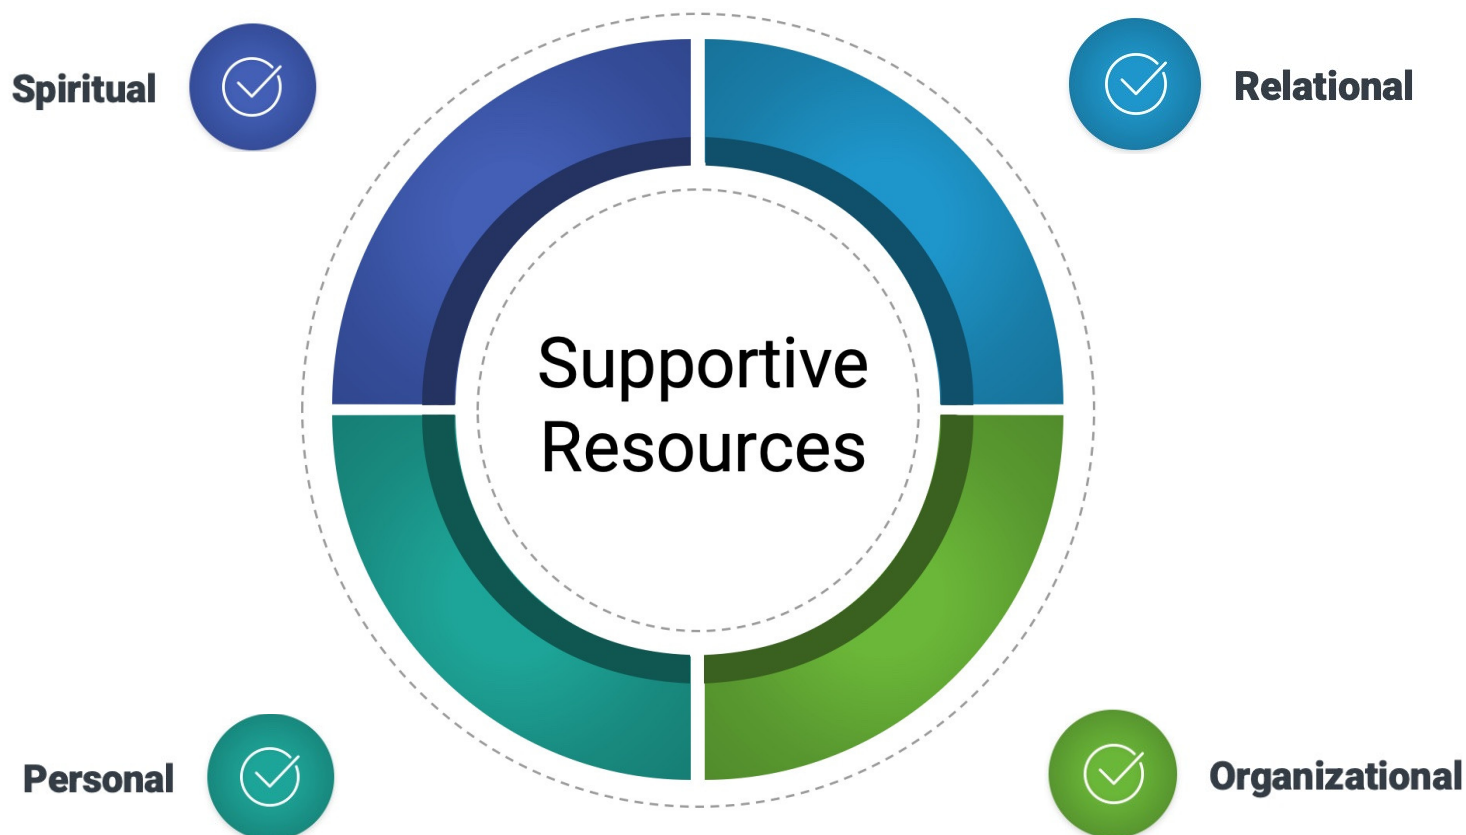 Spiritual
Relational
Supportive
Resources
Personal
Organizational